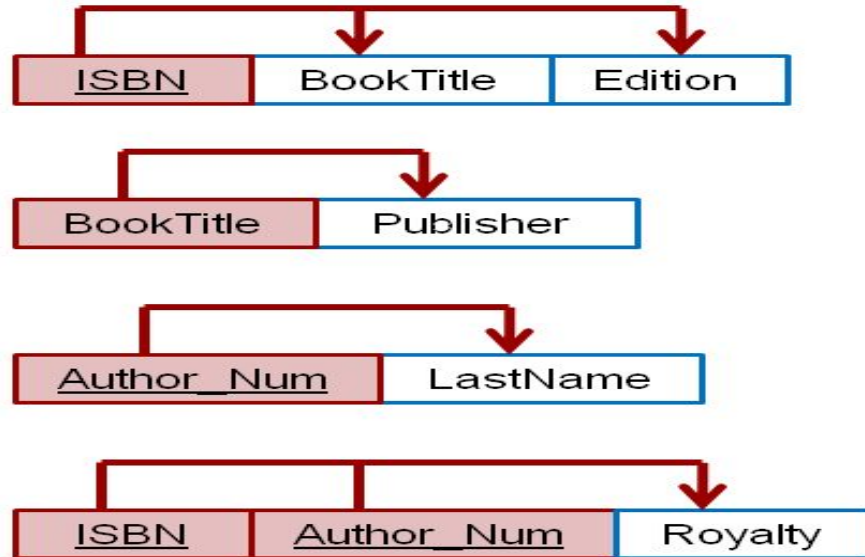 ISBN BookTitle Edition
BookTitle Publisher
Author_Num LastName
ISBN Author_Num Royalty